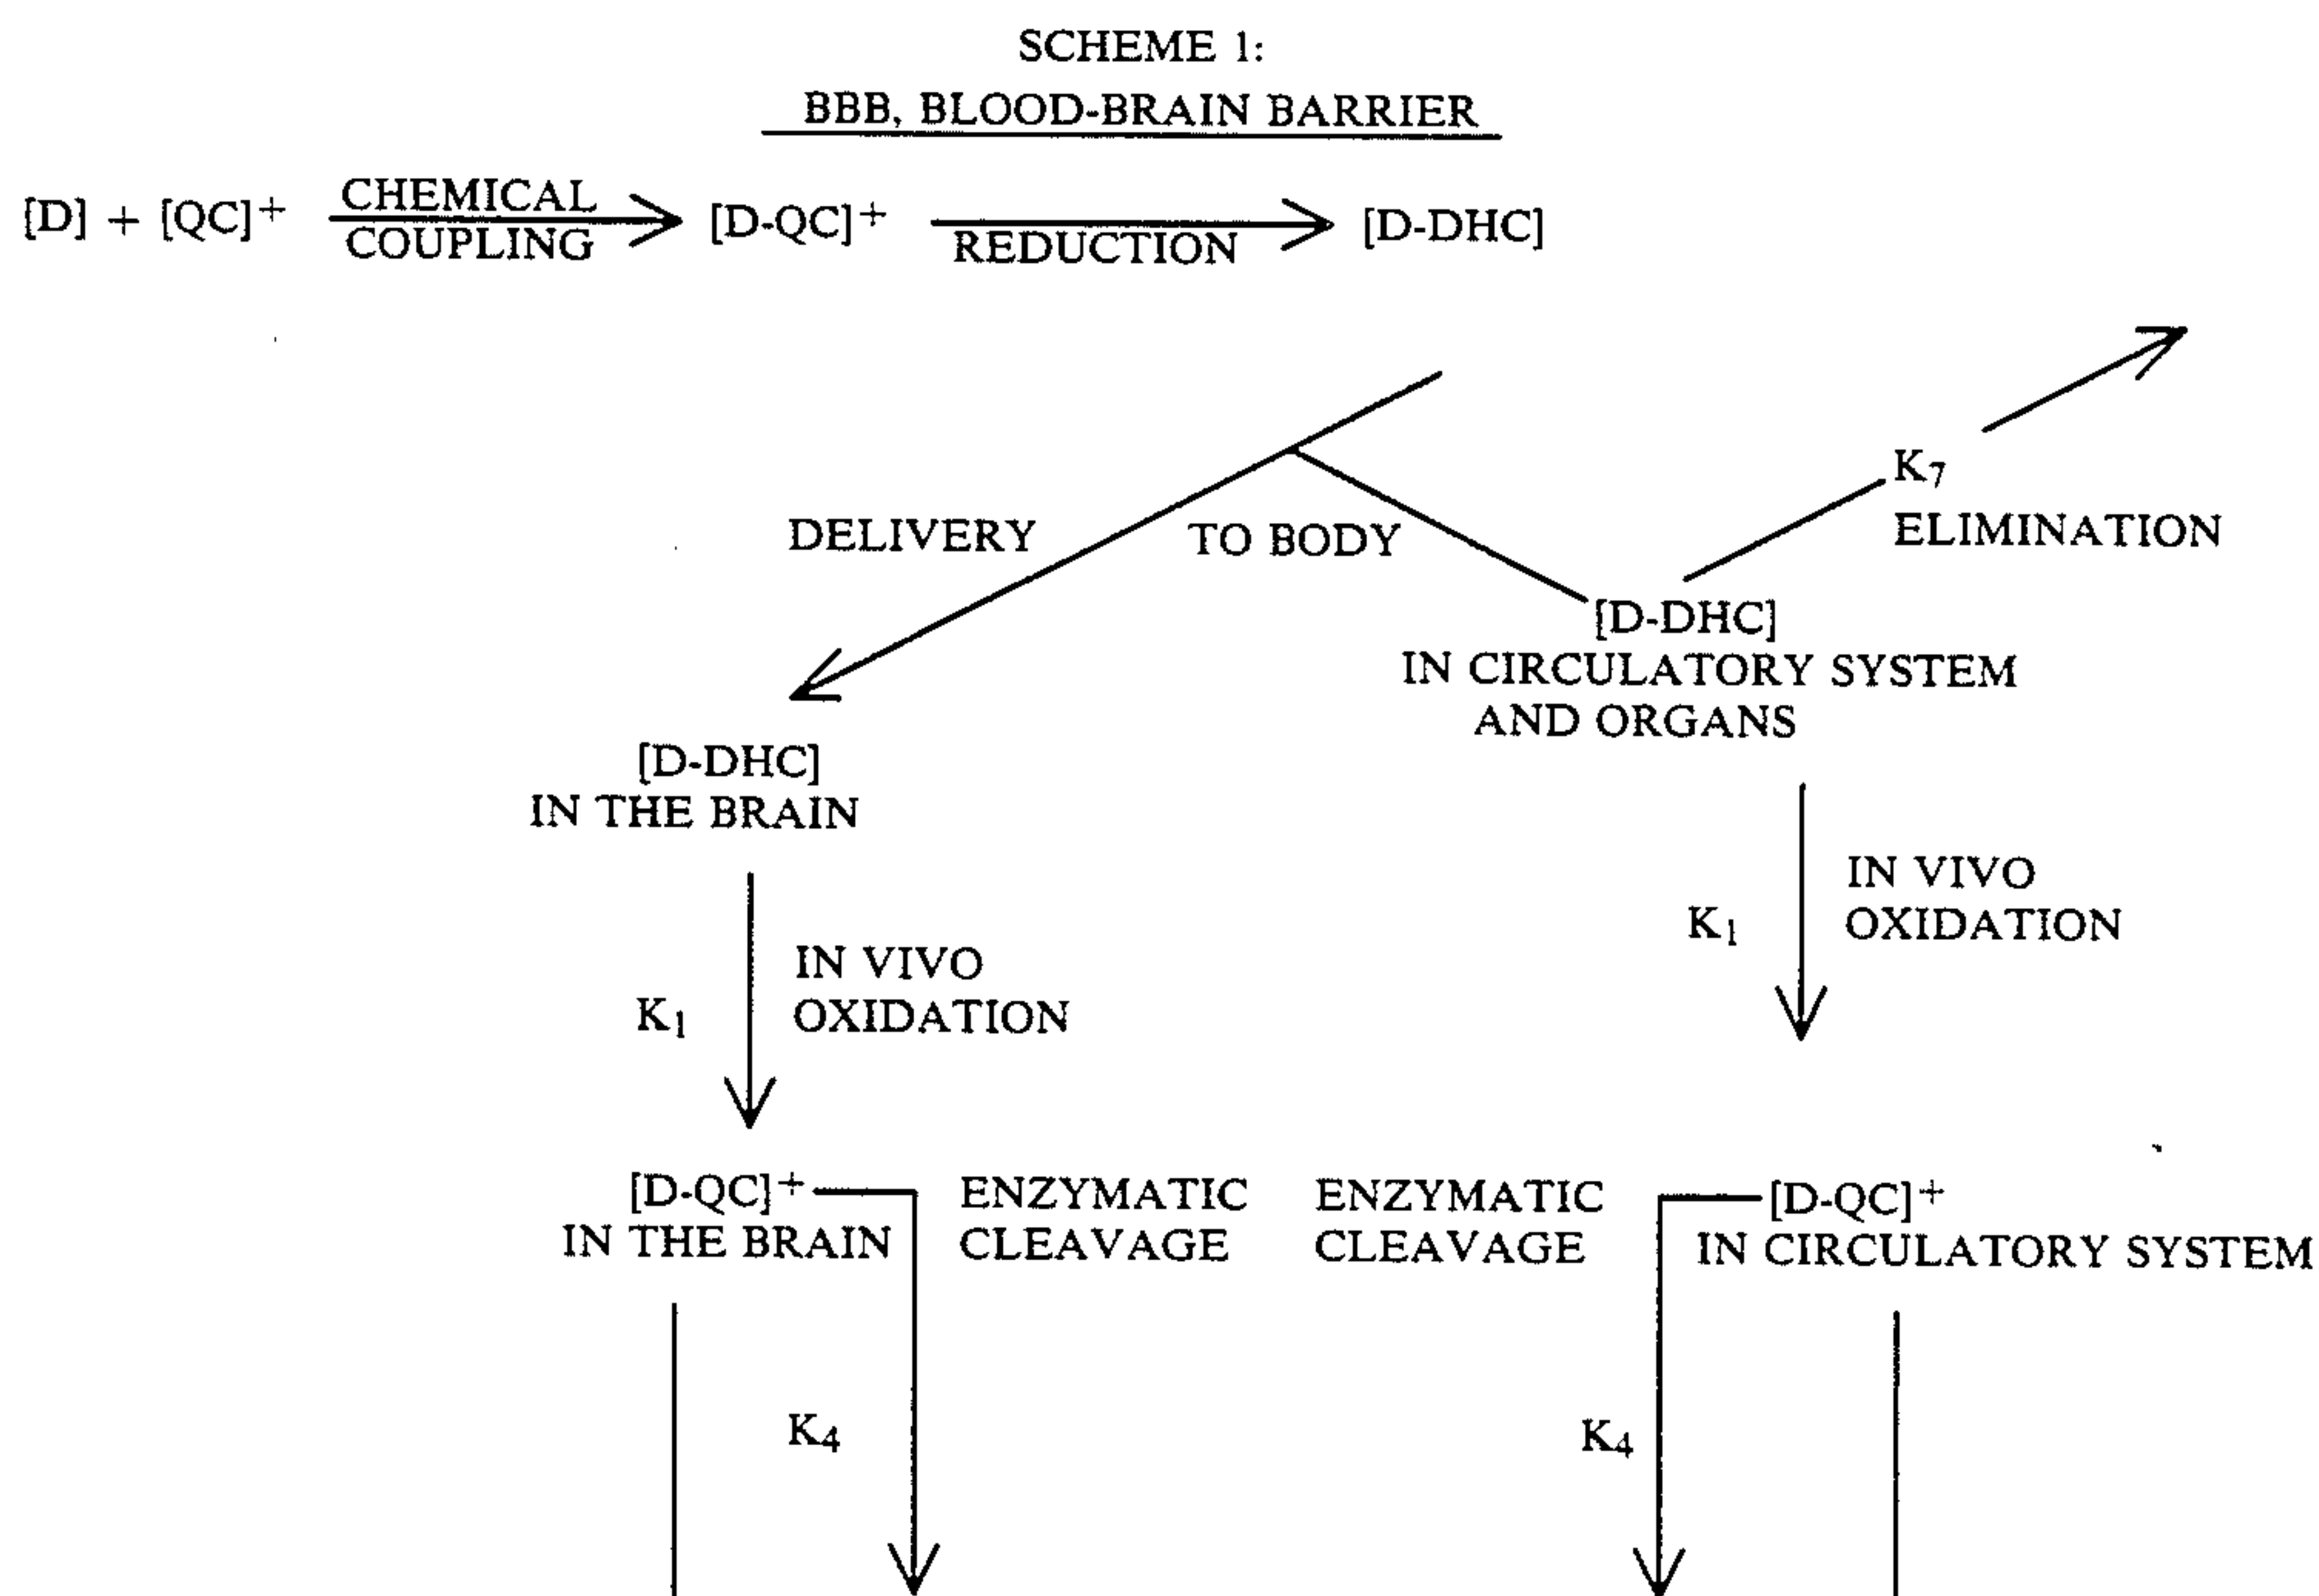 SCHEME 1:
BBB, BLOOD-BRAIN BARRIER
[D] + [QC]+ CHEMICAL COUPLING [D-QC]+ REDUCTION [D-DHC]
K7
ELIMINATION
DELIVERY TO BODY
[D-DHC]
IN CIRCULATORY SYSTEM
AND ORGANS
[D-DHC]
IN THE BRAIN
IN VIVO
OXIDATION
K1
IN VIVO
OXIDATION
K1
[D-QC]+
IN THE BRAIN
ENZYMATIC
CLEAVAGE
ENZYMATIC
CLEAVAGE
[D-QC]+
IN CIRCULATORY SYSTEM
K4
K4